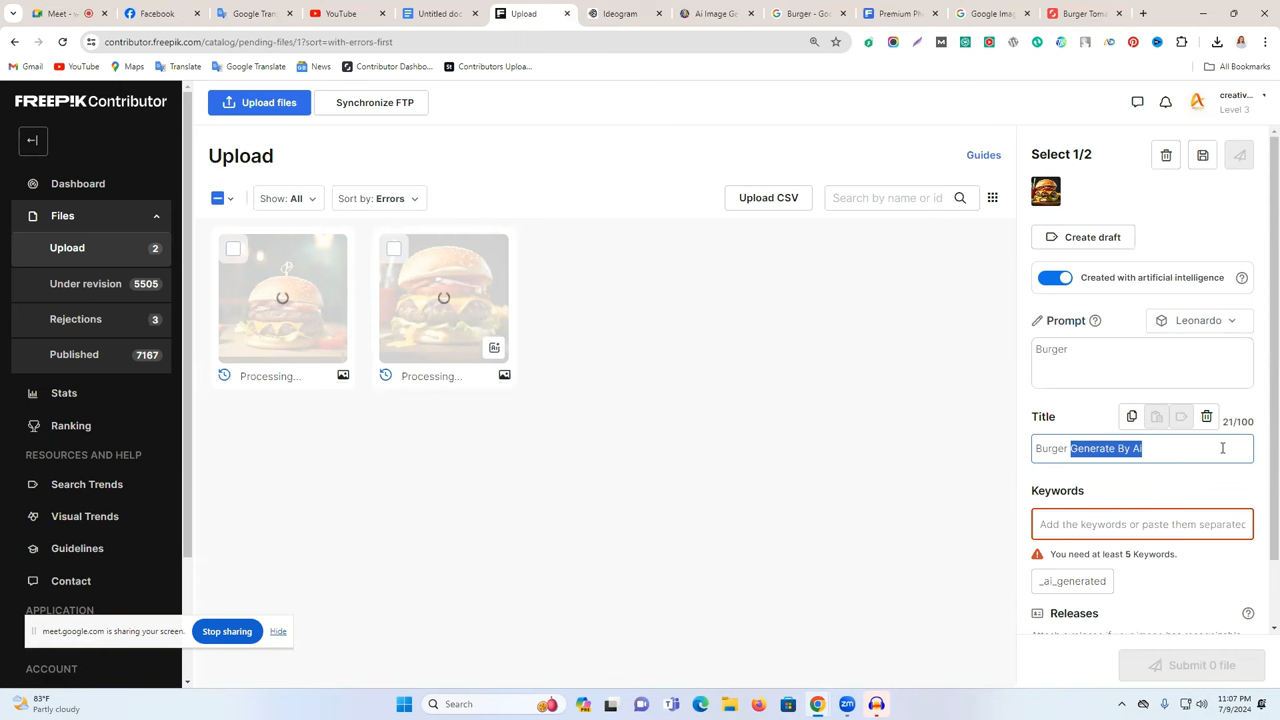 Meet
Facebook
Google Trans
YouTube
Untitled doc
Upload
Ideogram
AI Image Ge
Burger - Go
Premium Ph
Google Imag
Burger Tom
contributor.freepik.com/catalog/pending-files/1?sort=with-errors-first
Gmail
YouTube
Maps
Translate
Google Translate
News
Contributor Dashbo...
Contributors Uploa...
All Bookmarks
FREEPIK Contributor
Upload files
Synchronize FTP
creativ...
Level 3
Dashboard
Files
Upload 2
Under revision 5505
Rejections 3
Published 7167
Stats
Ranking
RESOURCES AND HELP
Search Trends
Visual Trends
Guidelines
Contact
APPLICATION
ACCOUNT
Upload
Guides
Show: All
Sort by: Errors
Upload CSV
Search by name or id
Processing...
Processing...
Select 1/2
Create draft
Created with artificial intelligence
Prompt
Leonardo
Burger
Title
21/100
Burger Generate By Ai
Keywords
Add the keywords or paste them separatec
You need at least 5 Keywords.
_ai_generated
Releases
Submit 0 file
meet.google.com is sharing your screen.
Stop sharing
Hide
83°F
Partly cloudy
Search
11:07 PM
7/9/2024